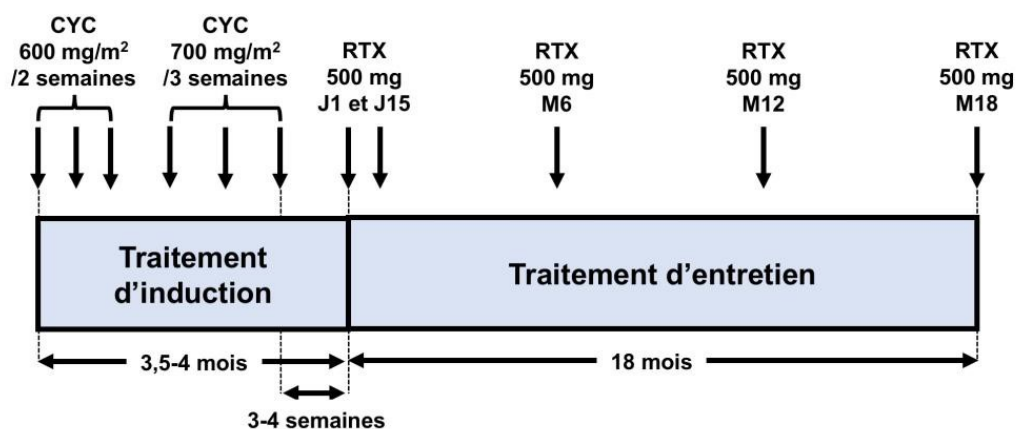 CYC
600 mg/m²
/2 semaines
CYC
700 mg/m²
/3 semaines
RTX
500 mg
J1 et J15
RTX
500 mg
M6
RTX
500 mg
M12
RTX
500 mg
M18
Traitement
d’induction
Traitement d’entretien
3,5-4 mois
18 mois
3-4 semaines